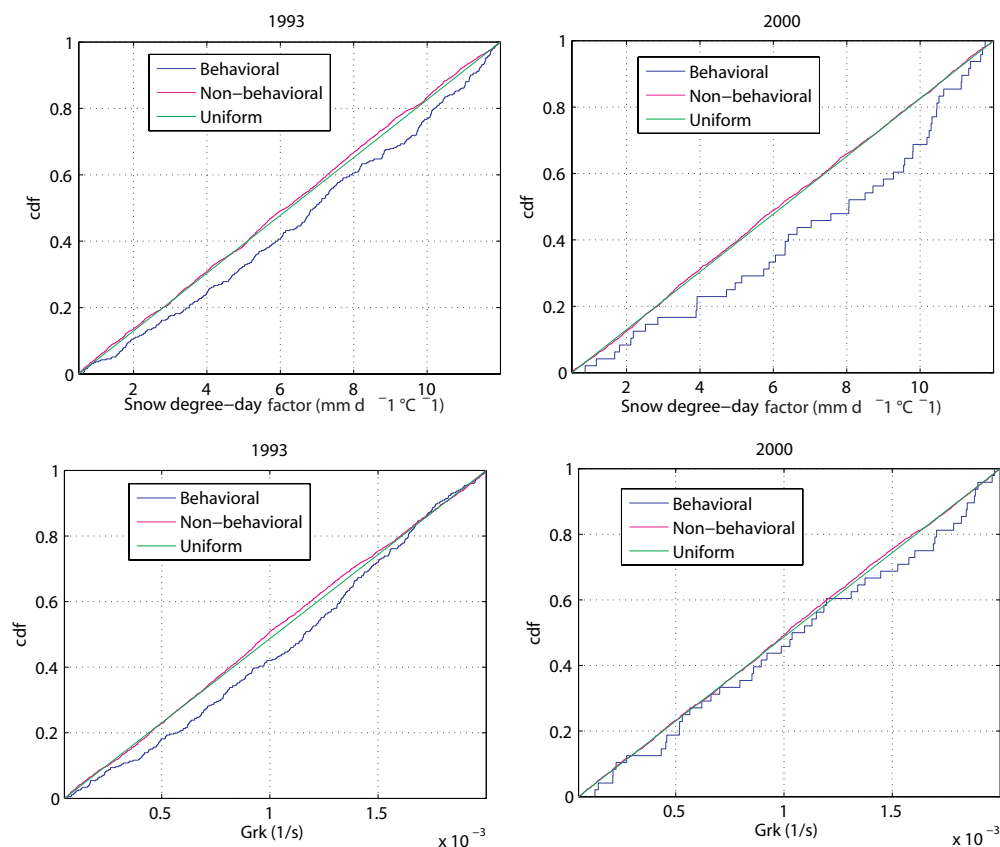 1993
2000
1
0.8
0.6
0.4
0.2
0
cdf
Behavioral
Non−behavioral
Uniform
2 4 6 8 10
Snow degree−day factor (mm d ⁻1 °C ⁻1)
1
0.8
0.6
0.4
0.2
0
cdf
Behavioral
Non−behavioral
Uniform
2 4 6 8 10
Snow degree−day factor (mm d ⁻1 °C ⁻1)
1993
2000
1
0.8
0.6
0.4
0.2
0
cdf
Behavioral
Non−behavioral
Uniform
0.5 1 1.5
Grk (1/s)
x 10 ⁻³
1
0.8
0.6
0.4
0.2
0
cdf
Behavioral
Non−behavioral
Uniform
0.5 1 1.5
Grk (1/s)
x 10 ⁻³